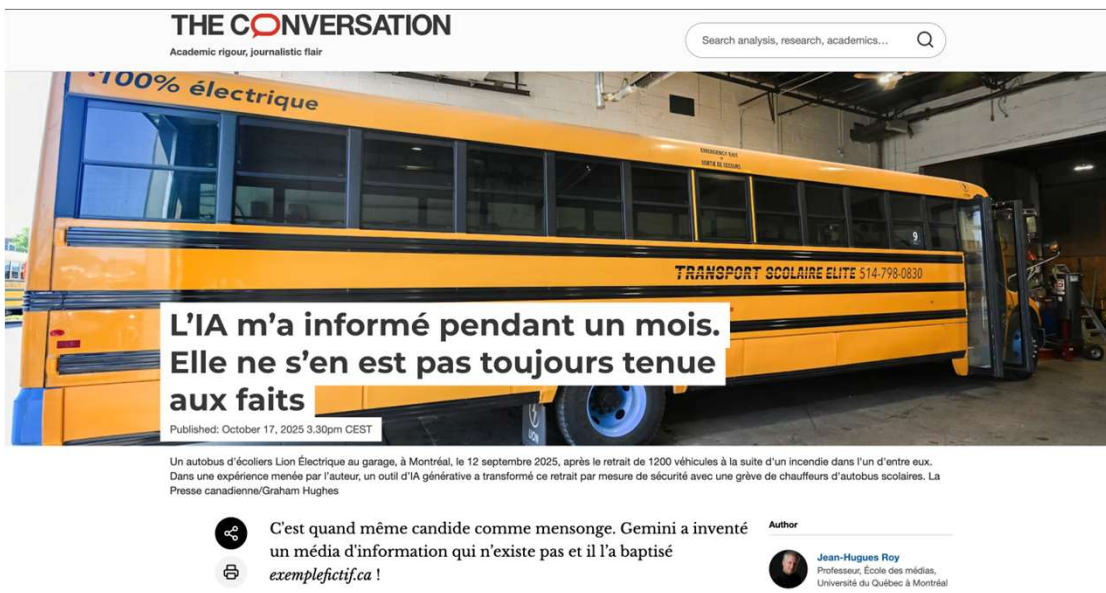 THE CONVERSATION
Academic rigour, journalistic flair
Search analysis, research, academics...
100% électrique
EMERGENCY EXIT
SORTIE DE SECOURS
9
TRANSPORT SCOLAIRE ELITE 514-798-0830
L'IA m'a informé pendant un mois.
Elle ne s'en est pas toujours tenue
aux faits
LION
Published: October 17, 2025 3.30pm CEST
Un autobus d'écoliers Lion Électrique au garage, à Montréal, le 12 septembre 2025, après le retrait de 1200 véhicules à la suite d'un incendie dans l'un d'entre eux.
Dans une expérience menée par l'auteur, un outil d'IA générative a transformé ce retrait par mesure de sécurité avec une grève de chauffeurs d'autobus scolaires. La
Presse canadienne/Graham Hughes
C'est quand même candide comme mensonge. Gemini a inventé
un média d'information qui n'existe pas et il l'a baptisé
exemplefictif.ca !
Author
Jean-Hugues Roy
Professeur, École des médias,
Université du Québec à Montréal